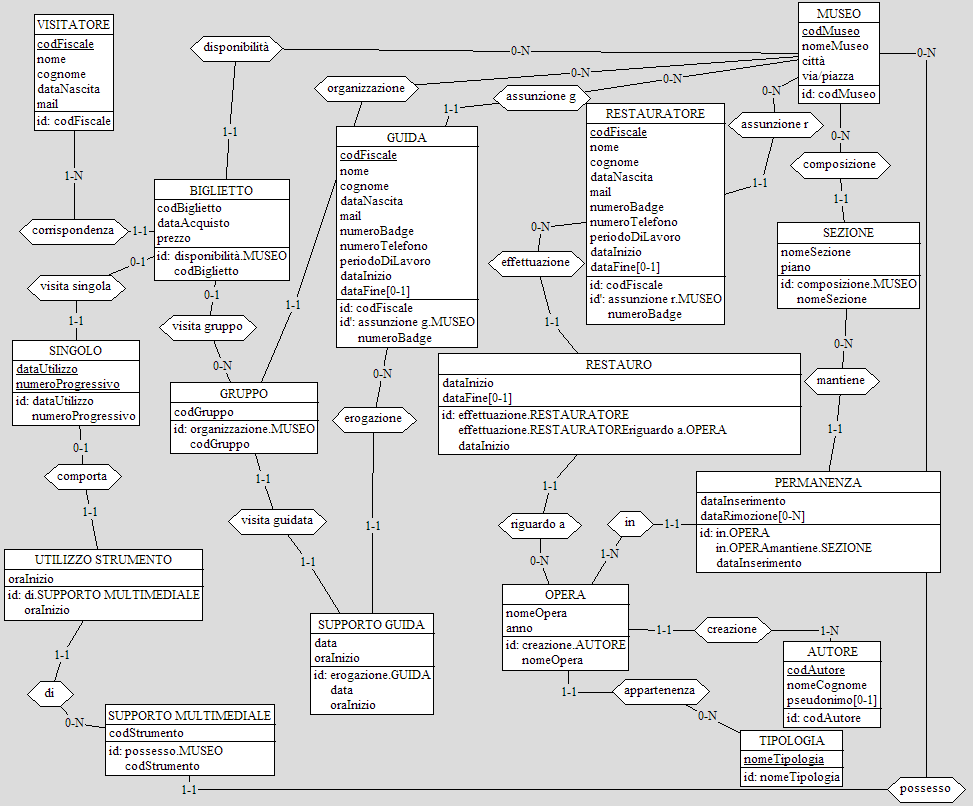 VISITATORE
codFiscale
nome
cognome
dataNascita
mail
id: codFiscale
1-N
corrispondenza
1-1
disponibilità
0-N
1-1
BIGLIETTO
codBiglietto
dataAcquisto
prezzo
id: disponibilità.MUSEO
codBiglietto
0-1
visita singola
1-1
0-1
visita gruppo
0-N
SINGOLO
dataUtilizzo
numeroProgressivo
id: dataUtilizzo
numeroProgressivo
0-1
comporta
1-1
UTILIZZO STRUMENTO
oraInizio
id: di.SUPPORTO MULTIMEDIALE
oraInizio
1-1
di
0-N
SUPPORTO MULTIMEDIALE
codStrumento
id: possesso.MUSEO
codStrumento
1-1
possesso
0-N
GRUPPO
codGruppo
id: organizzazione.MUSEO
codGruppo
1-1
organizzazione
0-N
1-1
visita guidata
1-1
SUPPORTO GUIDA
data
oraInizio
id: erogazione.GUIDA
data
oraInizio
1-1
erogazione
0-N
GUIDA
codFiscale
nome
cognome
dataNascita
mail
numeroBadge
numeroTelefono
periodoDiLavoro
dataInizio
dataFine[0-1]
id: codFiscale
id': assunzione g.MUSEO
numeroBadge
1-1
assunzione g
0-N
RESTAURATORE
codFiscale
nome
cognome
dataNascita
mail
numeroBadge
numeroTelefono
periodoDiLavoro
dataInizio
dataFine[0-1]
id: codFiscale
id': assunzione r.MUSEO
numeroBadge
1-1
assunzione r
0-N
MUSEO
codMuseo
nomeMuseo
città
via/piazza
id: codMuseo
0-N
composizione
1-1
SEZIONE
nomeSezione
piano
id: composizione.MUSEO
nomeSezione
0-N
mantiene
1-1
0-N
effettuazione
1-1
RESTAURO
dataInizio
dataFine[0-1]
id: effettuazione.RESTAURATORE
effettuazione.RESTAURATOREriguardo a.OPERA
dataInizio
1-1
riguardo a
0-N
PERMANENZA
dataInserimento
dataRimozione[0-N]
id: in.OPERA
in.OPERAmantiene.SEZIONE
dataInserimento
1-1
in
1-N
OPERA
nomeOpera
anno
id: creazione.AUTORE
nomeOpera
1-1
creazione
1-N
AUTORE
codAutore
nomeCognome
pseudonimo[0-1]
id: codAutore
1-1
appartenenza
0-N
TIPOLOGIA
nomeTipologia
id: nomeTipologia